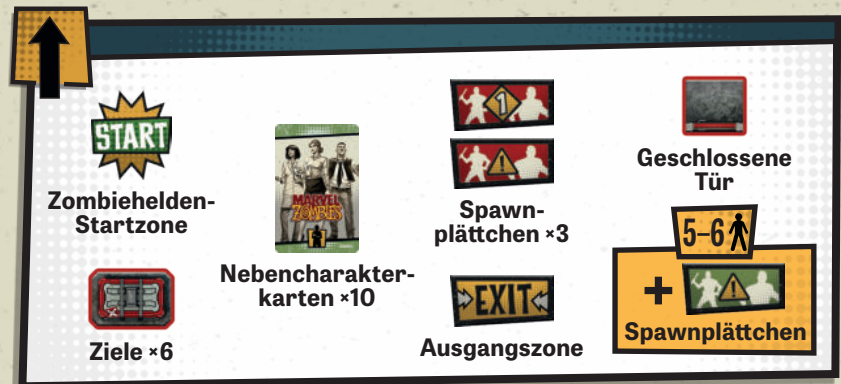 START
Zombiehelden-
Startzone
Ziele ×6
MARVEL
ZOMBIES
Nebencharakter-
karten ×10
1
Spawn-
plättchen ×3
EXIT
Ausgangszone
Geschlossene
Tür
5–6
+
Spawnplättchen